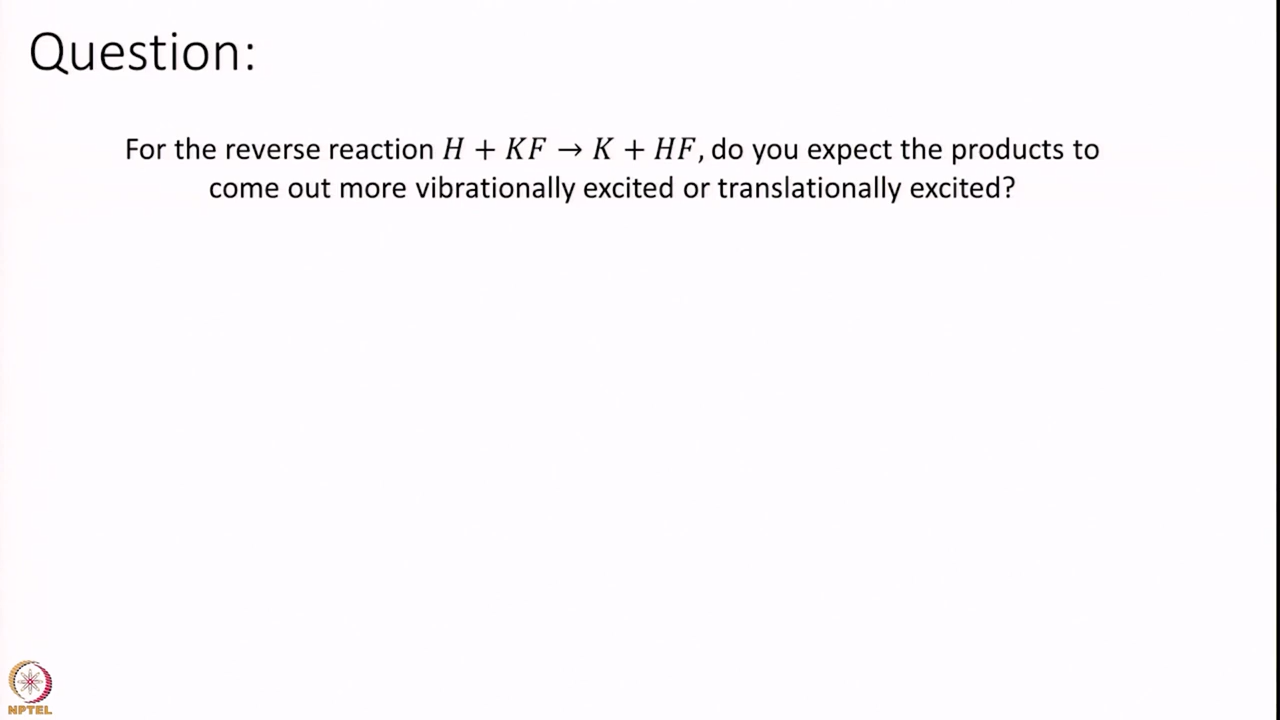 Question:
For the reverse reaction H + KF → K + HF, do you expect the products to
come out more vibrationally excited or translationally excited?
NPTEL